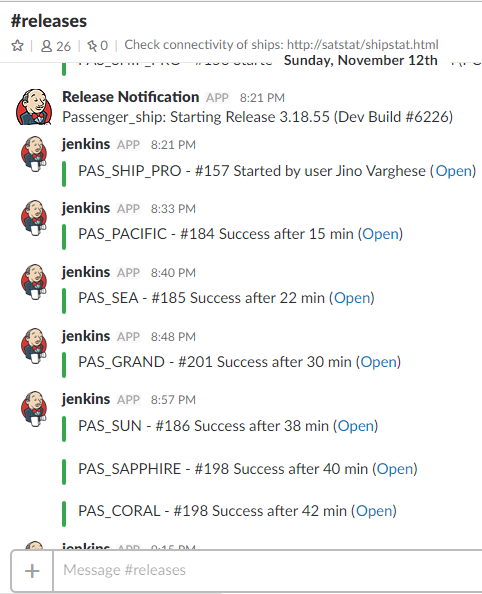 #releases
26 | 0 | Check connectivity of ships: http://satstat/shipstat.html
Sunday, November 12th
Release Notification APP 8:21 PM
Passenger_ship: Starting Release 3.18.55 (Dev Build #6226)
jenkins APP 8:21 PM
PAS_SHIP_PRO - #157 Started by user Jino Varghese (Open)
jenkins APP 8:33 PM
PAS_PACIFIC - #184 Success after 15 min (Open)
jenkins APP 8:40 PM
PAS_SEA - #185 Success after 22 min (Open)
jenkins APP 8:48 PM
PAS_GRAND - #201 Success after 30 min (Open)
jenkins APP 8:57 PM
PAS_SUN - #186 Success after 38 min (Open)
PAS_SAPPHIRE - #198 Success after 40 min (Open)
PAS_CORAL - #198 Success after 42 min (Open)
jenkins APP 9:15 PM
+ Message #releases